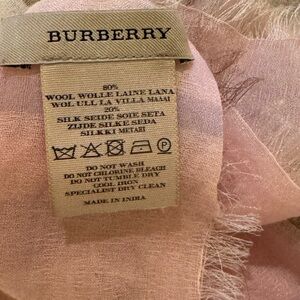 BURBERRY
80%
WOOL WOLLE LAINE LANA
WOL ULL LA VILLA
20%
SILK SEIDE SOIE SETA
ZIJDE SILKE SEDA
SILKKI ΜΕΤΑΞΙ
P
DO NOT WASH
DO NOT CHLORINE BLEACH
DO NOT TUMBLE DRY
COOL IRON
SPECIALIST DRY CLEAN
MADE IN INDIA